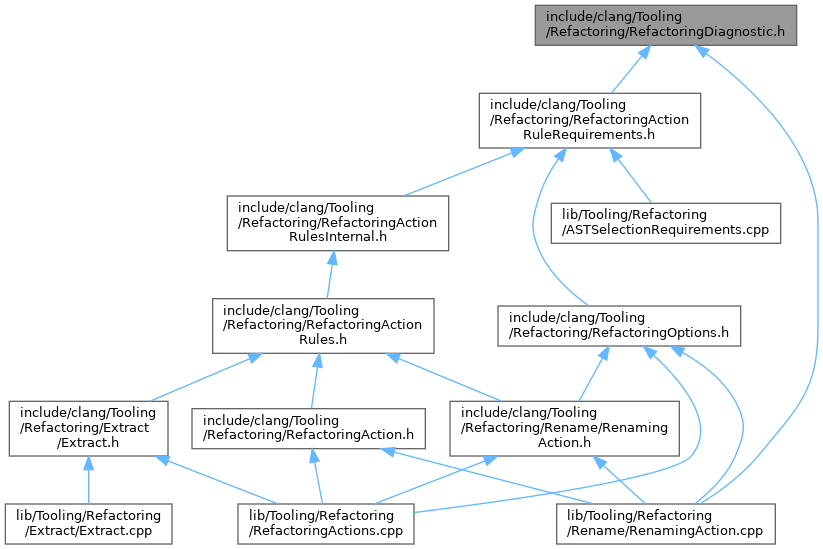 include/clang/Tooling
/Refactoring/RefactoringDiagnostic.h
include/clang/Tooling
/Refactoring/RefactoringAction
RuleRequirements.h
include/clang/Tooling
/Refactoring/RefactoringAction
RulesInternal.h
lib/Tooling/Refactoring
/ASTSelectionRequirements.cpp
include/clang/Tooling
/Refactoring/RefactoringAction
Rules.h
include/clang/Tooling
/Refactoring/RefactoringOptions.h
include/clang/Tooling
/Refactoring/Extract
/Extract.h
include/clang/Tooling
/Refactoring/RefactoringAction.h
include/clang/Tooling
/Refactoring/Rename/Renaming
Action.h
lib/Tooling/Refactoring
/Extract/Extract.cpp
lib/Tooling/Refactoring
/RefactoringActions.cpp
lib/Tooling/Refactoring
/Rename/RenamingAction.cpp